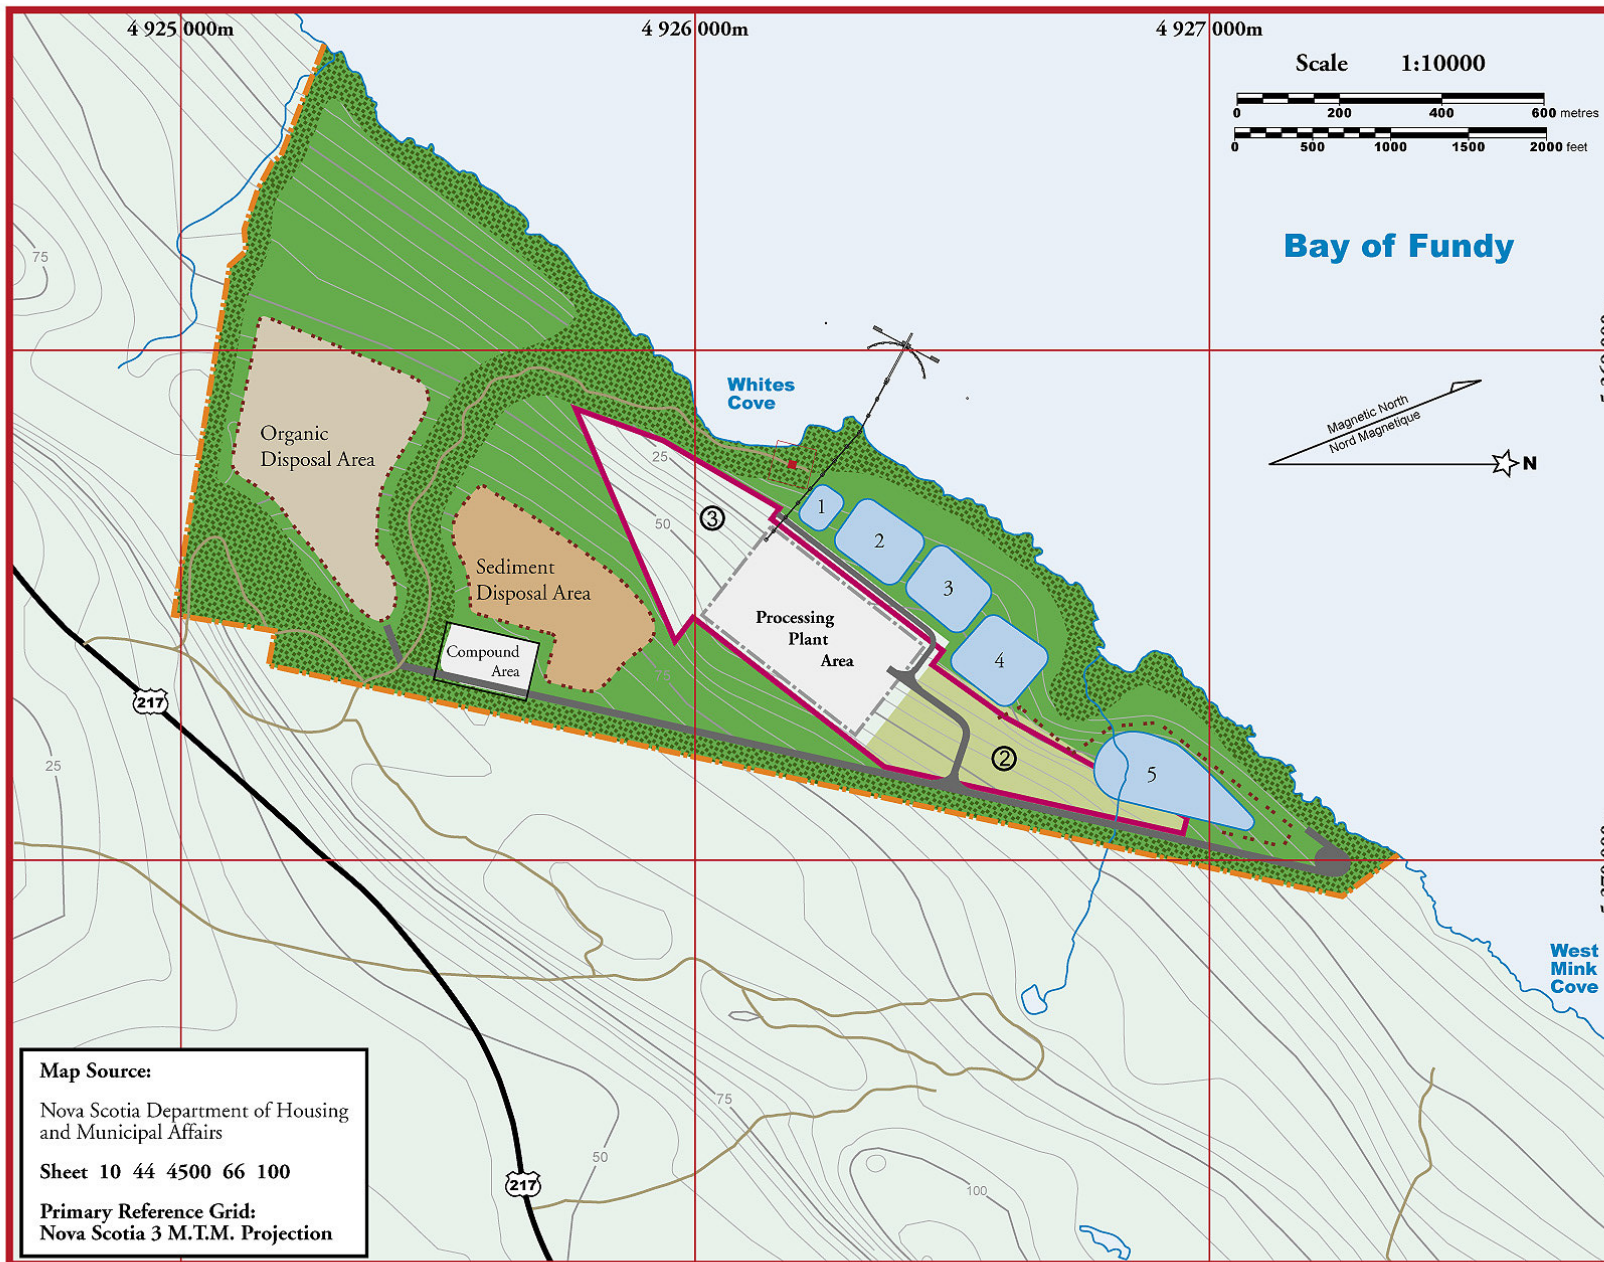 4 925 000m
4 926 000m
4 927 000m
Scale 1:10000
0 200 400 600 metres
0 500 1000 1500 2000 feet
Bay of Fundy
75
Whites
Cove
Magnetic North
Nord Magnetique
N
Organic
Disposal Area
25
50
3
1
2
3
4
Sediment
Disposal Area
Processing
Plant
Area
Compound
Area
75
217
2
5
25
West
Mink
Cove
Map Source:
Nova Scotia Department of Housing
and Municipal Affairs
Sheet 10 44 4500 66 100
Primary Reference Grid:
Nova Scotia 3 M.T.M. Projection
75
50
217
100